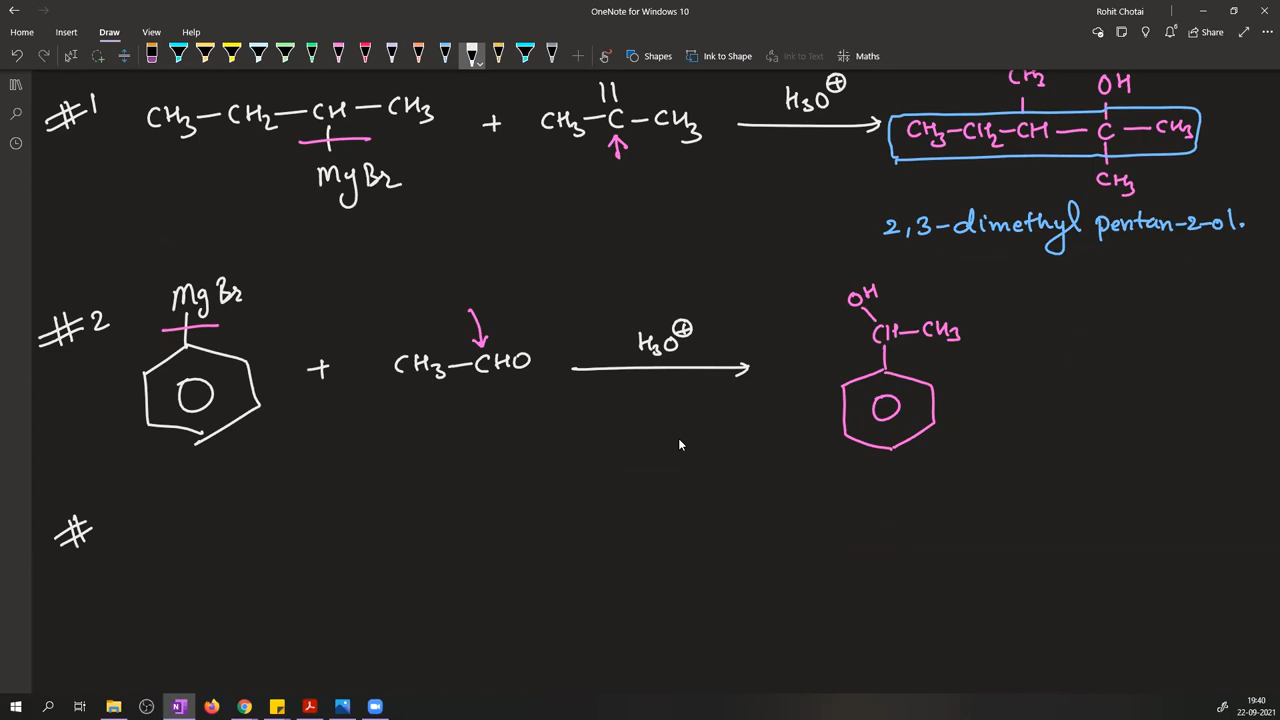 OneNote for Windows 10
Rohit Chotai
Home Insert Draw View Help
Share
Shapes Ink to Shape Ink to Text Maths
#1 CH3–CH2–CH–CH3 + CH3–C–CH3 H3O⊕ CH3–CH2–CH–C–CH3
CH3 OH
MgBr
CH3
2,3-dimethyl pentan-2-ol.
#2 MgBr + CH3–CHO H3O⊕ OH
CH–CH3
#
19:40
22-09-2021